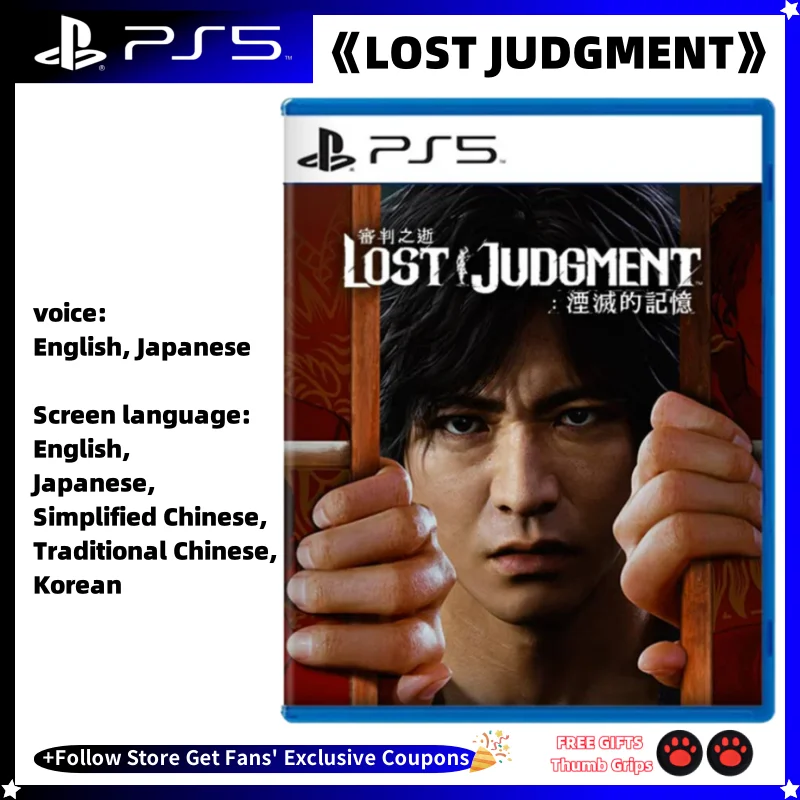 PS5
《LOST JUDGMENT》
PS5
審判之逝
LOST JUDGMENT
：湮滅的記憶
voice:
English, Japanese
Screen language:
English,
Japanese,
Simplified Chinese,
Traditional Chinese,
Korean
+Follow Store Get Fans' Exclusive Coupons
FREE GIFTS
Thumb Grips